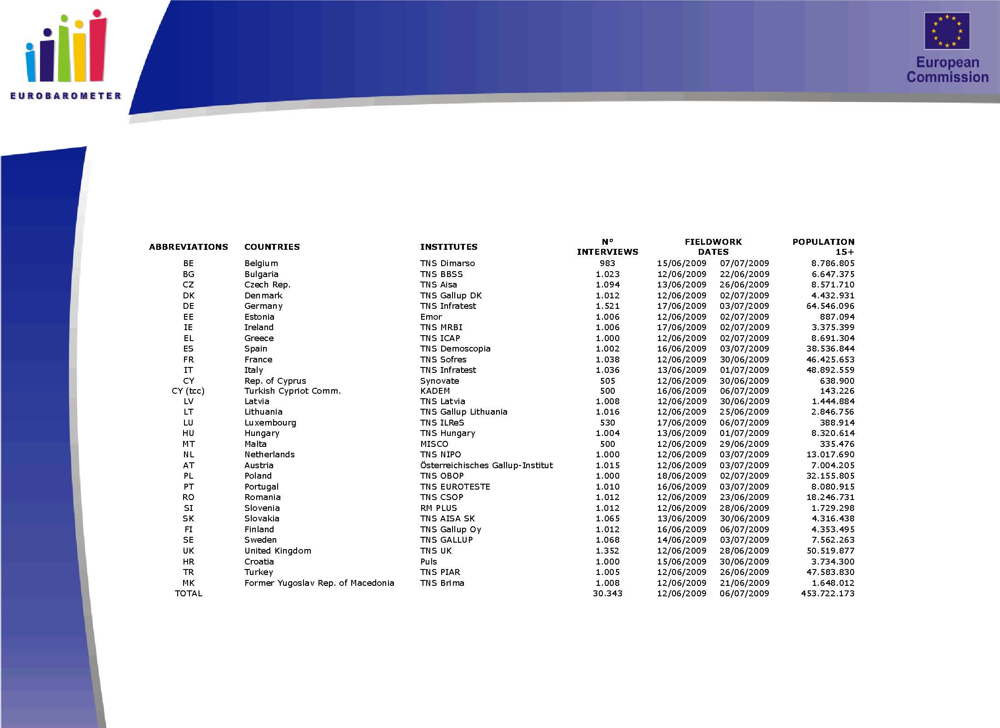 EUROBAROMETER
European
Commission
ABBREVIATIONS COUNTRIES INSTITUTES N° INTERVIEWS FIELDWORK DATES POPULATION 15+
BE Belgium TNS Dimarso 983 15/06/2009 07/07/2009 8.786.805
BG Bulgaria TNS BBSS 1.023 12/06/2009 22/06/2009 6.647.375
CZ Czech Rep. TNS Aisa 1.094 13/06/2009 26/06/2009 8.571.710
DK Denmark TNS Gallup DK 1.012 12/06/2009 02/07/2009 4.432.931
DE Germany TNS Infratest 1.521 17/06/2009 03/07/2009 64.546.096
EE Estonia Emor 1.006 12/06/2009 02/07/2009 887.094
IE Ireland TNS MRBI 1.006 17/06/2009 02/07/2009 3.375.399
EL Greece TNS ICAP 1.000 12/06/2009 02/07/2009 8.691.304
ES Spain TNS Demoscopia 1.002 16/06/2009 03/07/2009 38.536.844
FR France TNS Sofres 1.038 12/06/2009 30/06/2009 46.425.653
IT Italy TNS Infratest 1.036 13/06/2009 01/07/2009 48.892.559
CY Rep. of Cyprus Synovate 505 12/06/2009 30/06/2009 638.900
CY (tcc) Turkish Cypriot Comm. KADEM 500 16/06/2009 06/07/2009 143.226
LV Latvia TNS Latvia 1.008 12/06/2009 30/06/2009 1.444.884
LT Lithuania TNS Gallup Lithuania 1.016 12/06/2009 25/06/2009 2.846.756
LU Luxembourg TNS ILReS 530 17/06/2009 06/07/2009 388.914
HU Hungary TNS Hungary 1.004 13/06/2009 01/07/2009 8.320.614
MT Malta MISCO 500 12/06/2009 29/06/2009 335.476
NL Netherlands TNS NIPO 1.000 12/06/2009 03/07/2009 13.017.690
AT Austria Österreichisches Gallup-Institut 1.015 12/06/2009 03/07/2009 7.004.205
PL Poland TNS OBOP 1.000 18/06/2009 02/07/2009 32.155.805
PT Portugal TNS EUROTESTE 1.010 16/06/2009 03/07/2009 8.080.915
RO Romania TNS CSOP 1.012 12/06/2009 23/06/2009 18.246.731
SI Slovenia RM PLUS 1.012 12/06/2009 28/06/2009 1.729.298
SK Slovakia TNS AISA SK 1.065 13/06/2009 30/06/2009 4.316.438
FI Finland TNS Gallup Oy 1.012 16/06/2009 06/07/2009 4.353.495
SE Sweden TNS GALLUP 1.068 14/06/2009 03/07/2009 7.562.263
UK United Kingdom TNS UK 1.352 12/06/2009 28/06/2009 50.519.877
HR Croatia Puls 1.000 15/06/2009 30/06/2009 3.734.300
TR Turkey TNS PIAR 1.005 12/06/2009 26/06/2009 47.583.830
MK Former Yugoslav Rep. of Macedonia TNS Brima 1.008 12/06/2009 21/06/2009 1.648.012
TOTAL 30.343 12/06/2009 06/07/2009 453.722.173